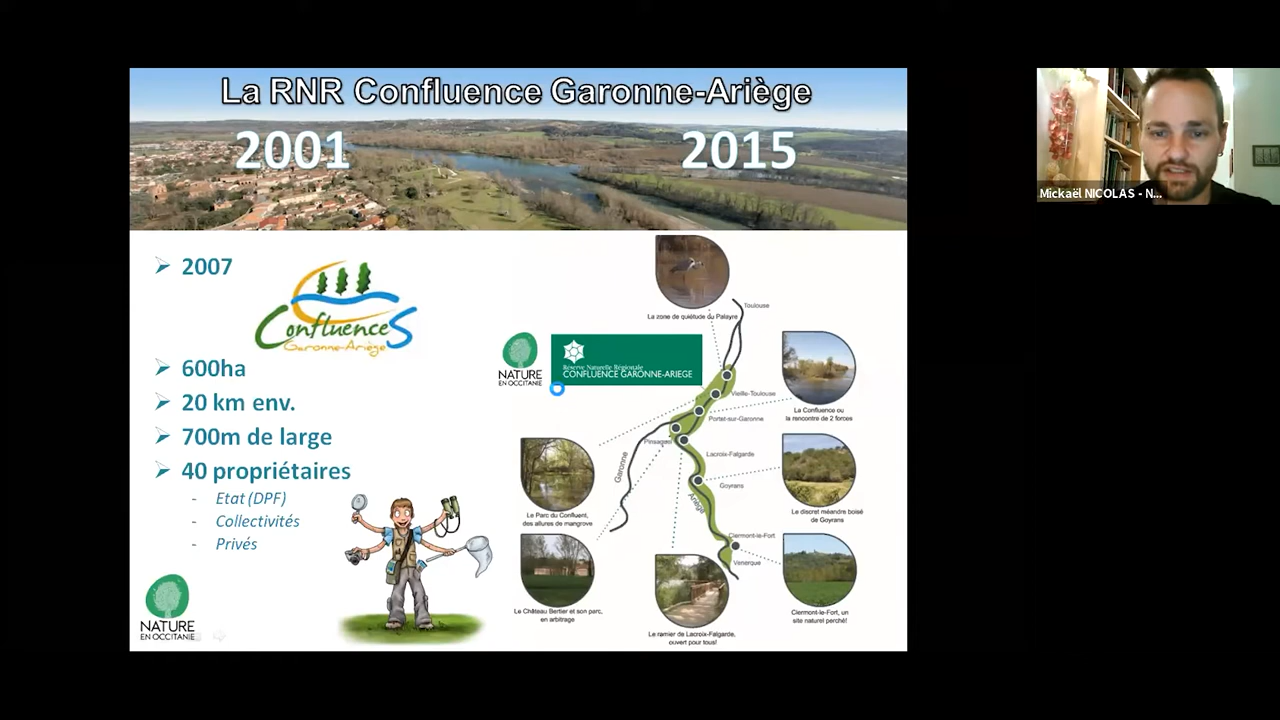 La RNR Confluence Garonne-Ariège
2001
2015
2007
Confluences
Garonne-Ariège
600ha
20 km env.
700m de large
40 propriétaires
- Etat (DPF)
- Collectivités
- Privés
NATURE
EN OCCITANIE
NATURE
EN OCCITANIE
Réserve Naturelle Régionale
CONFLUENCE GARONNE-ARIEGE
La zone de quiétude du Palayre
Toulouse
Vieille-Toulouse
Portet-sur-Garonne
Pinsaguel
Lacroix-Falgarde
Goyrans
Garonne
Ariège
Clermont-le-Fort
Venerque
La Confluence ou
la rencontre de 2 forces
Le discret méandre boisé
de Goyrans
Clermont-le-Fort, un
site naturel perché!
Le Parc du Confluent,
des allures de mangrove
Le Château Bertier et son parc,
en arbitrage
Le ramier de Lacroix-Falgarde,
ouvert pour tous!
Mickaël NICOLAS - N...